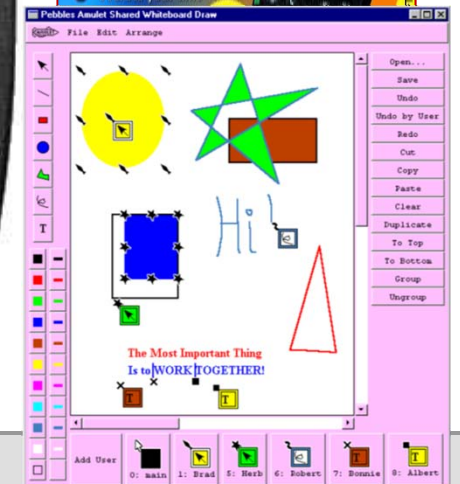 Pebbles Amulet Shared Whiteboard Draw
File Edit Arrange
Open...
Save
Undo
Undo by User
Redo
Cut
Copy
Paste
Clear
Duplicate
To Top
To Bottom
Group
Ungroup
T
Hi!
The Most Important Thing
Is to WORK TOGETHER!
T
T
Add User
T
T
0: main
1: Brad
5: Herb
6: Robert
7: Bonnie
8: Albert